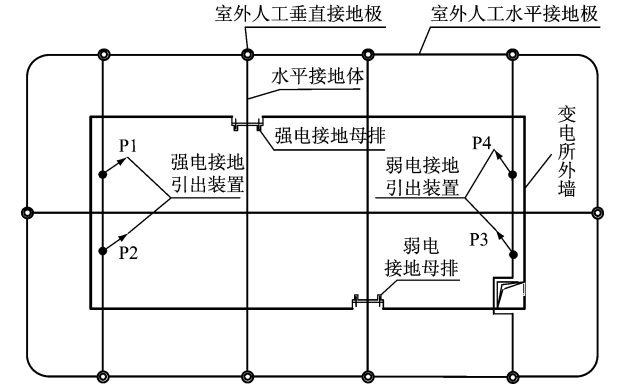 室外人工垂直接地极
室外人工水平接地极
水平接地体
强电接地母排
变电所外墙
P1
P4
强电接地
引出装置
弱电接地
引出装置
P2
P3
弱电
接地母排